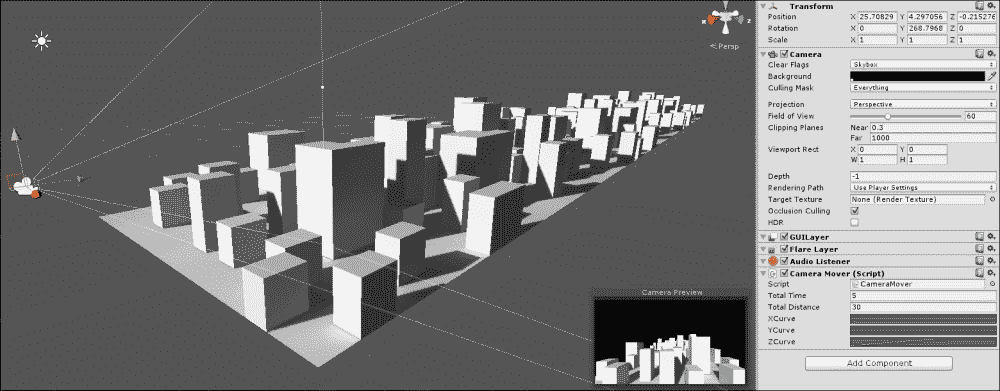 x
z
< Persp
Camera Preview
Transform
Position X 25.70829 Y 4.297056 Z -0.215276
Rotation X 0 Y 268.7968 Z 0
Scale X 1 Y 1 Z 1
Camera
Clear Flags Skybox
Background
Culling Mask Everything
Projection Perspective
Field of View 60
Clipping Planes Near 0.3
Far 1000
Viewport Rect X 0 Y 0
W 1 H 1
Depth -1
Rendering Path Use Player Settings
Target Texture None (Render Texture)
Occlusion Culling
HDR
GUILayer
Flare Layer
Audio Listener
Camera Mover (Script)
Script CameraMover
Total Time 5
Total Distance 30
XCurve
YCurve
ZCurve
Add Component